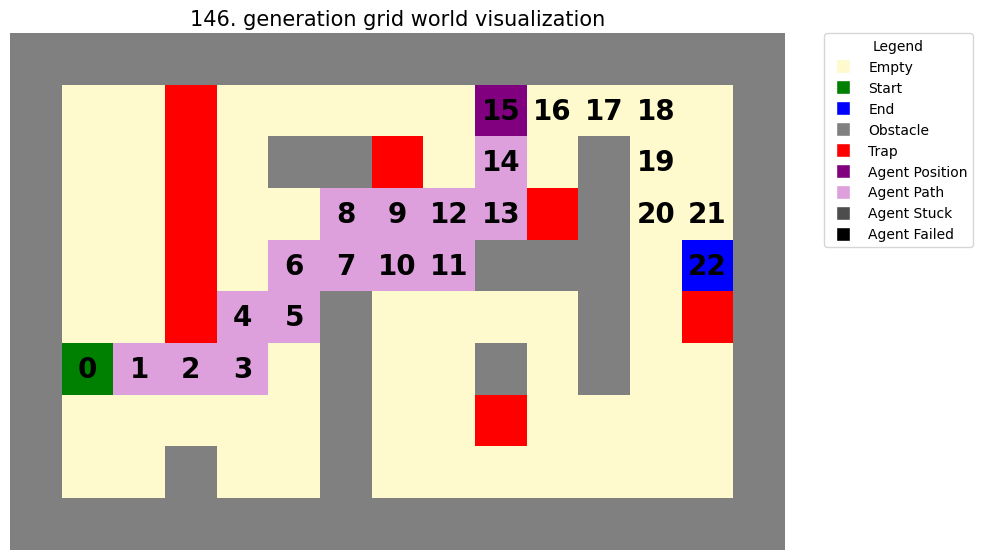 146. generation grid world visualization
15 16 17 18
14 19
8 9 12 13 20 21
6 7 10 11 22
4 5
0 1 2 3
Legend
Empty
Start
End
Obstacle
Trap
Agent Position
Agent Path
Agent Stuck
Agent Failed